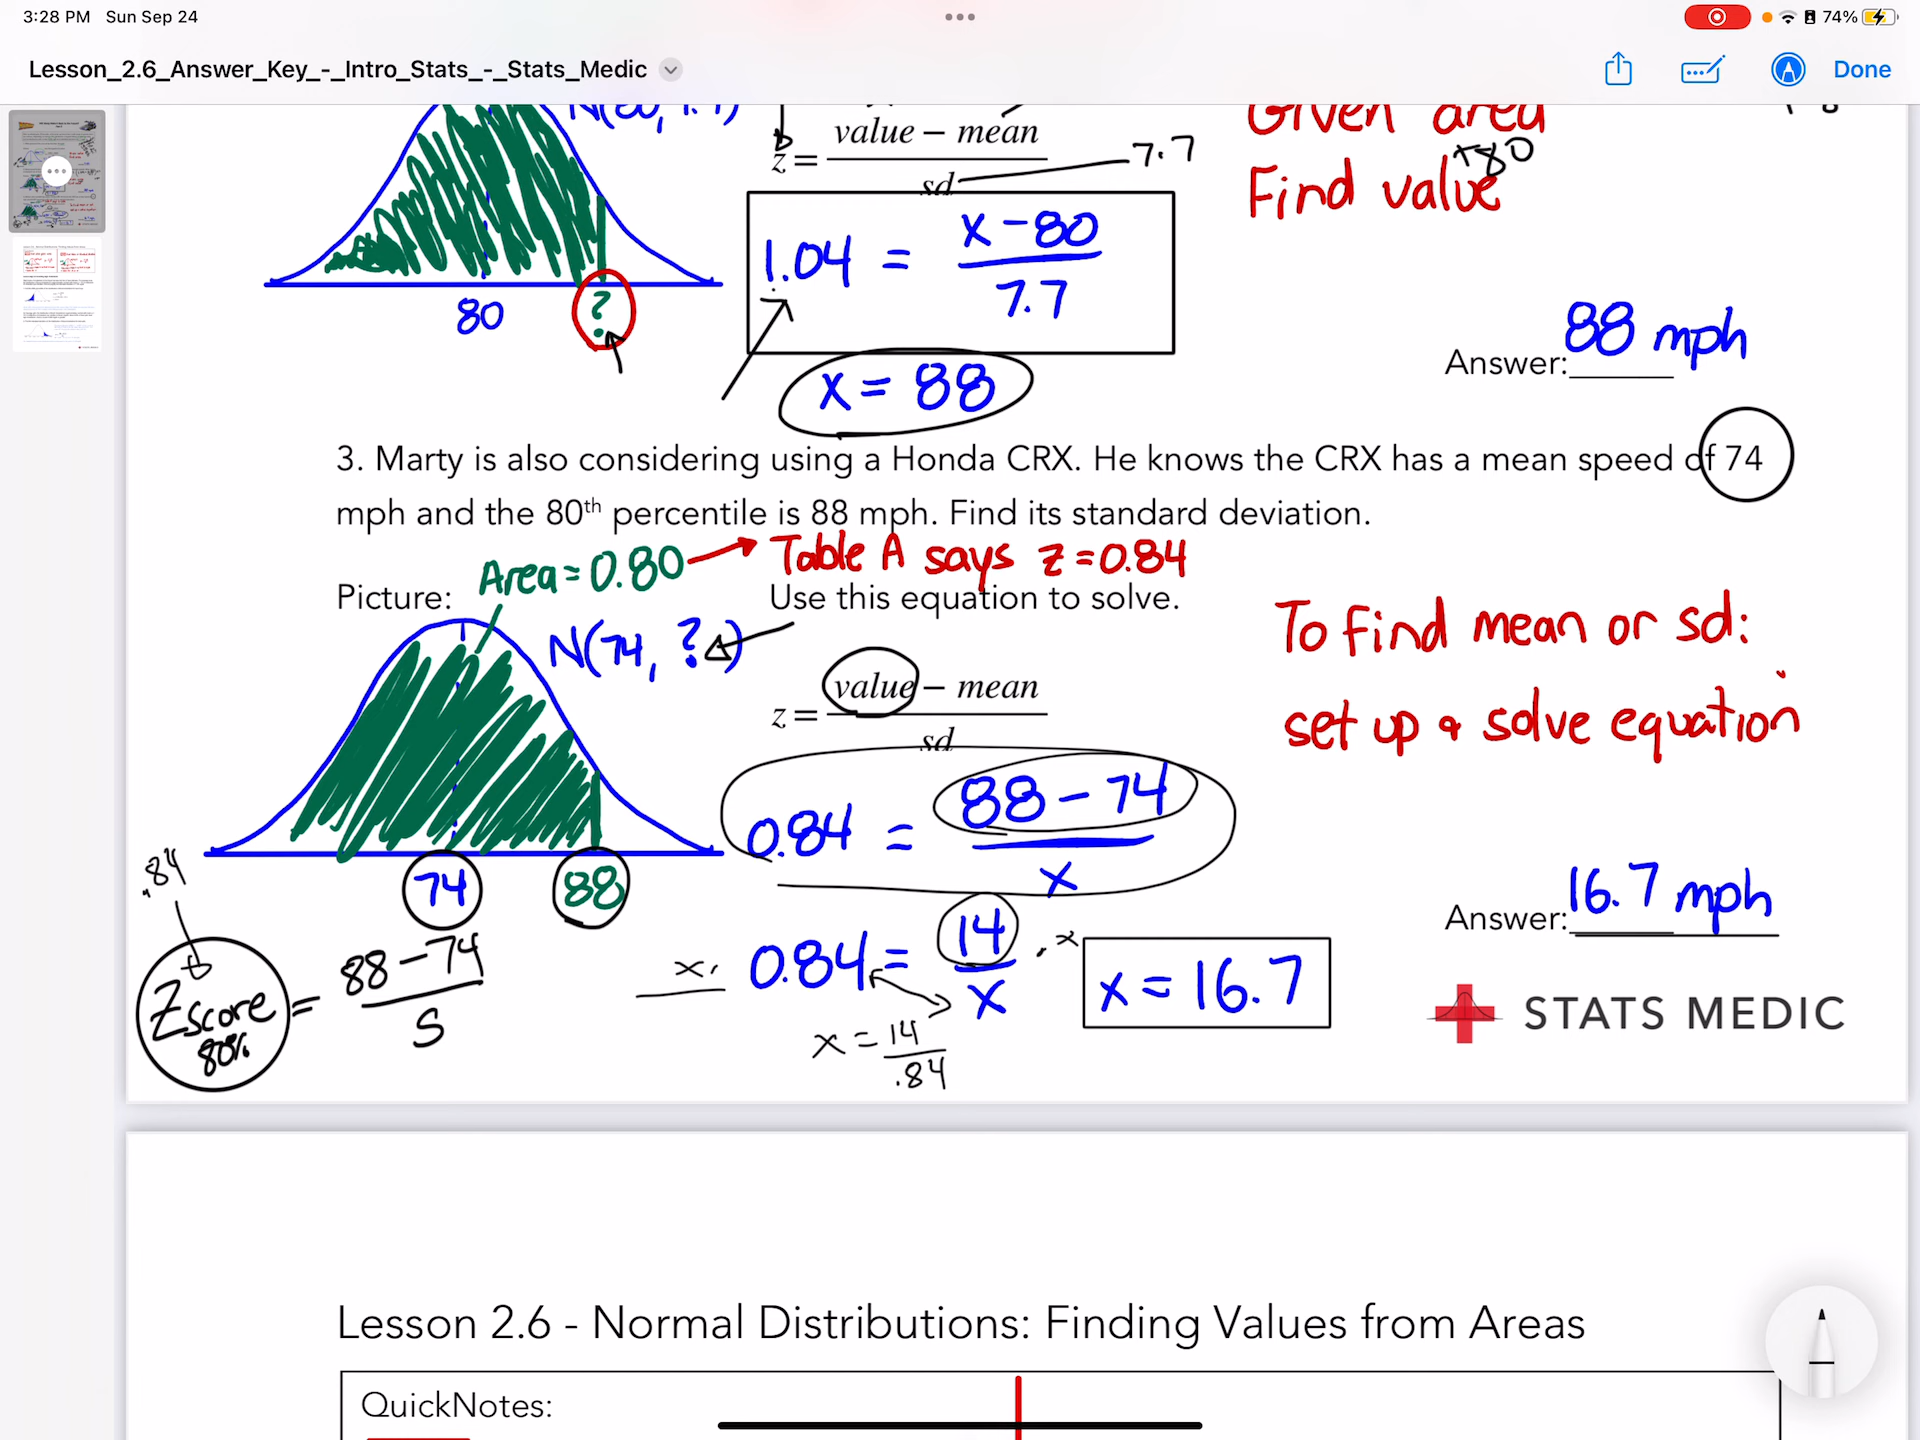 3:28 PM Sun Sep 24
74%
Lesson_2.6_Answer_Key_-_Intro_Stats_-_Stats_Medic
Done
value − mean
z =
sd
7.7
Given area
+80
Find value
1.04 = x − 80
7.7
80
?
x = 88
88 mph
Answer:
3. Marty is also considering using a Honda CRX. He knows the CRX has a mean speed of 74
mph and the 80th percentile is 88 mph. Find its standard deviation.
Area = 0.80 → Table A says z = 0.84
Picture:
Use this equation to solve.
N(74, ?)
value − mean
z =
sd
To find mean or sd:
set up & solve equation
0.84 = 88 − 74
x
74
88
.84
16.7 mph
Answer:
Z score = 88 − 74
80%
S
x · 0.84 = 14 · x
x
x = 14
.84
x = 16.7
STATS MEDIC
Lesson 2.6 - Normal Distributions: Finding Values from Areas
QuickNotes: